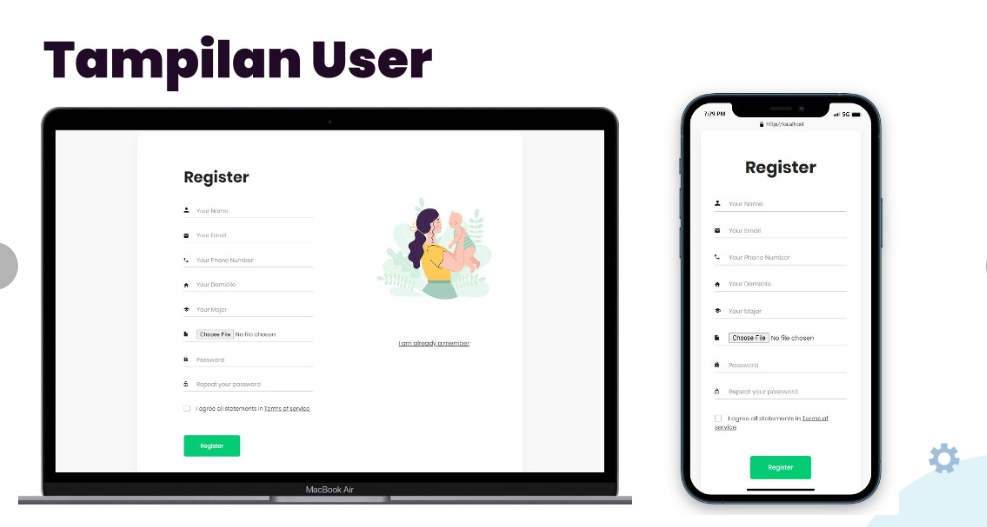 Tampilan User
Register
Your Name
Your Email
Your Phone Number
Your Domicile
Your Major
Choose File No file chosen
Password
Repeat your password
I agree all statements in Terms of service
Register
I am already a member
MacBook Air
7:29 PM
5G
http://localhost
Register
Your Name
Your Email
Your Phone Number
Your Domicile
Your Major
Choose File No file chosen
Password
Repeat your password
I agree all statements in Terms of
service
Register